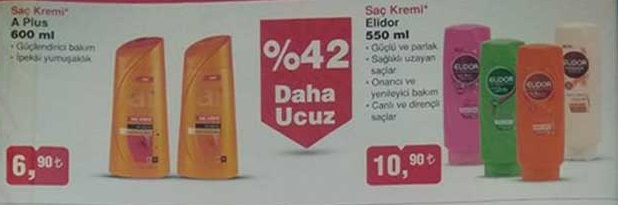 Saç Kremi*
A Plus
600 ml
• Güçlendirici bakım
• İpeksi yumuşaklık
6,90₺
%42
Daha
Ucuz
Saç Kremi*
Elidor
550 ml
• Güçlü ve parlak
• Sağlıklı uzayan
saçlar
• Onarıcı ve
yenileyici bakım
• Canlı ve dirençli
saçlar
10,90₺
ELIDOR
ELIDOR
ELIDOR
ELIDOR